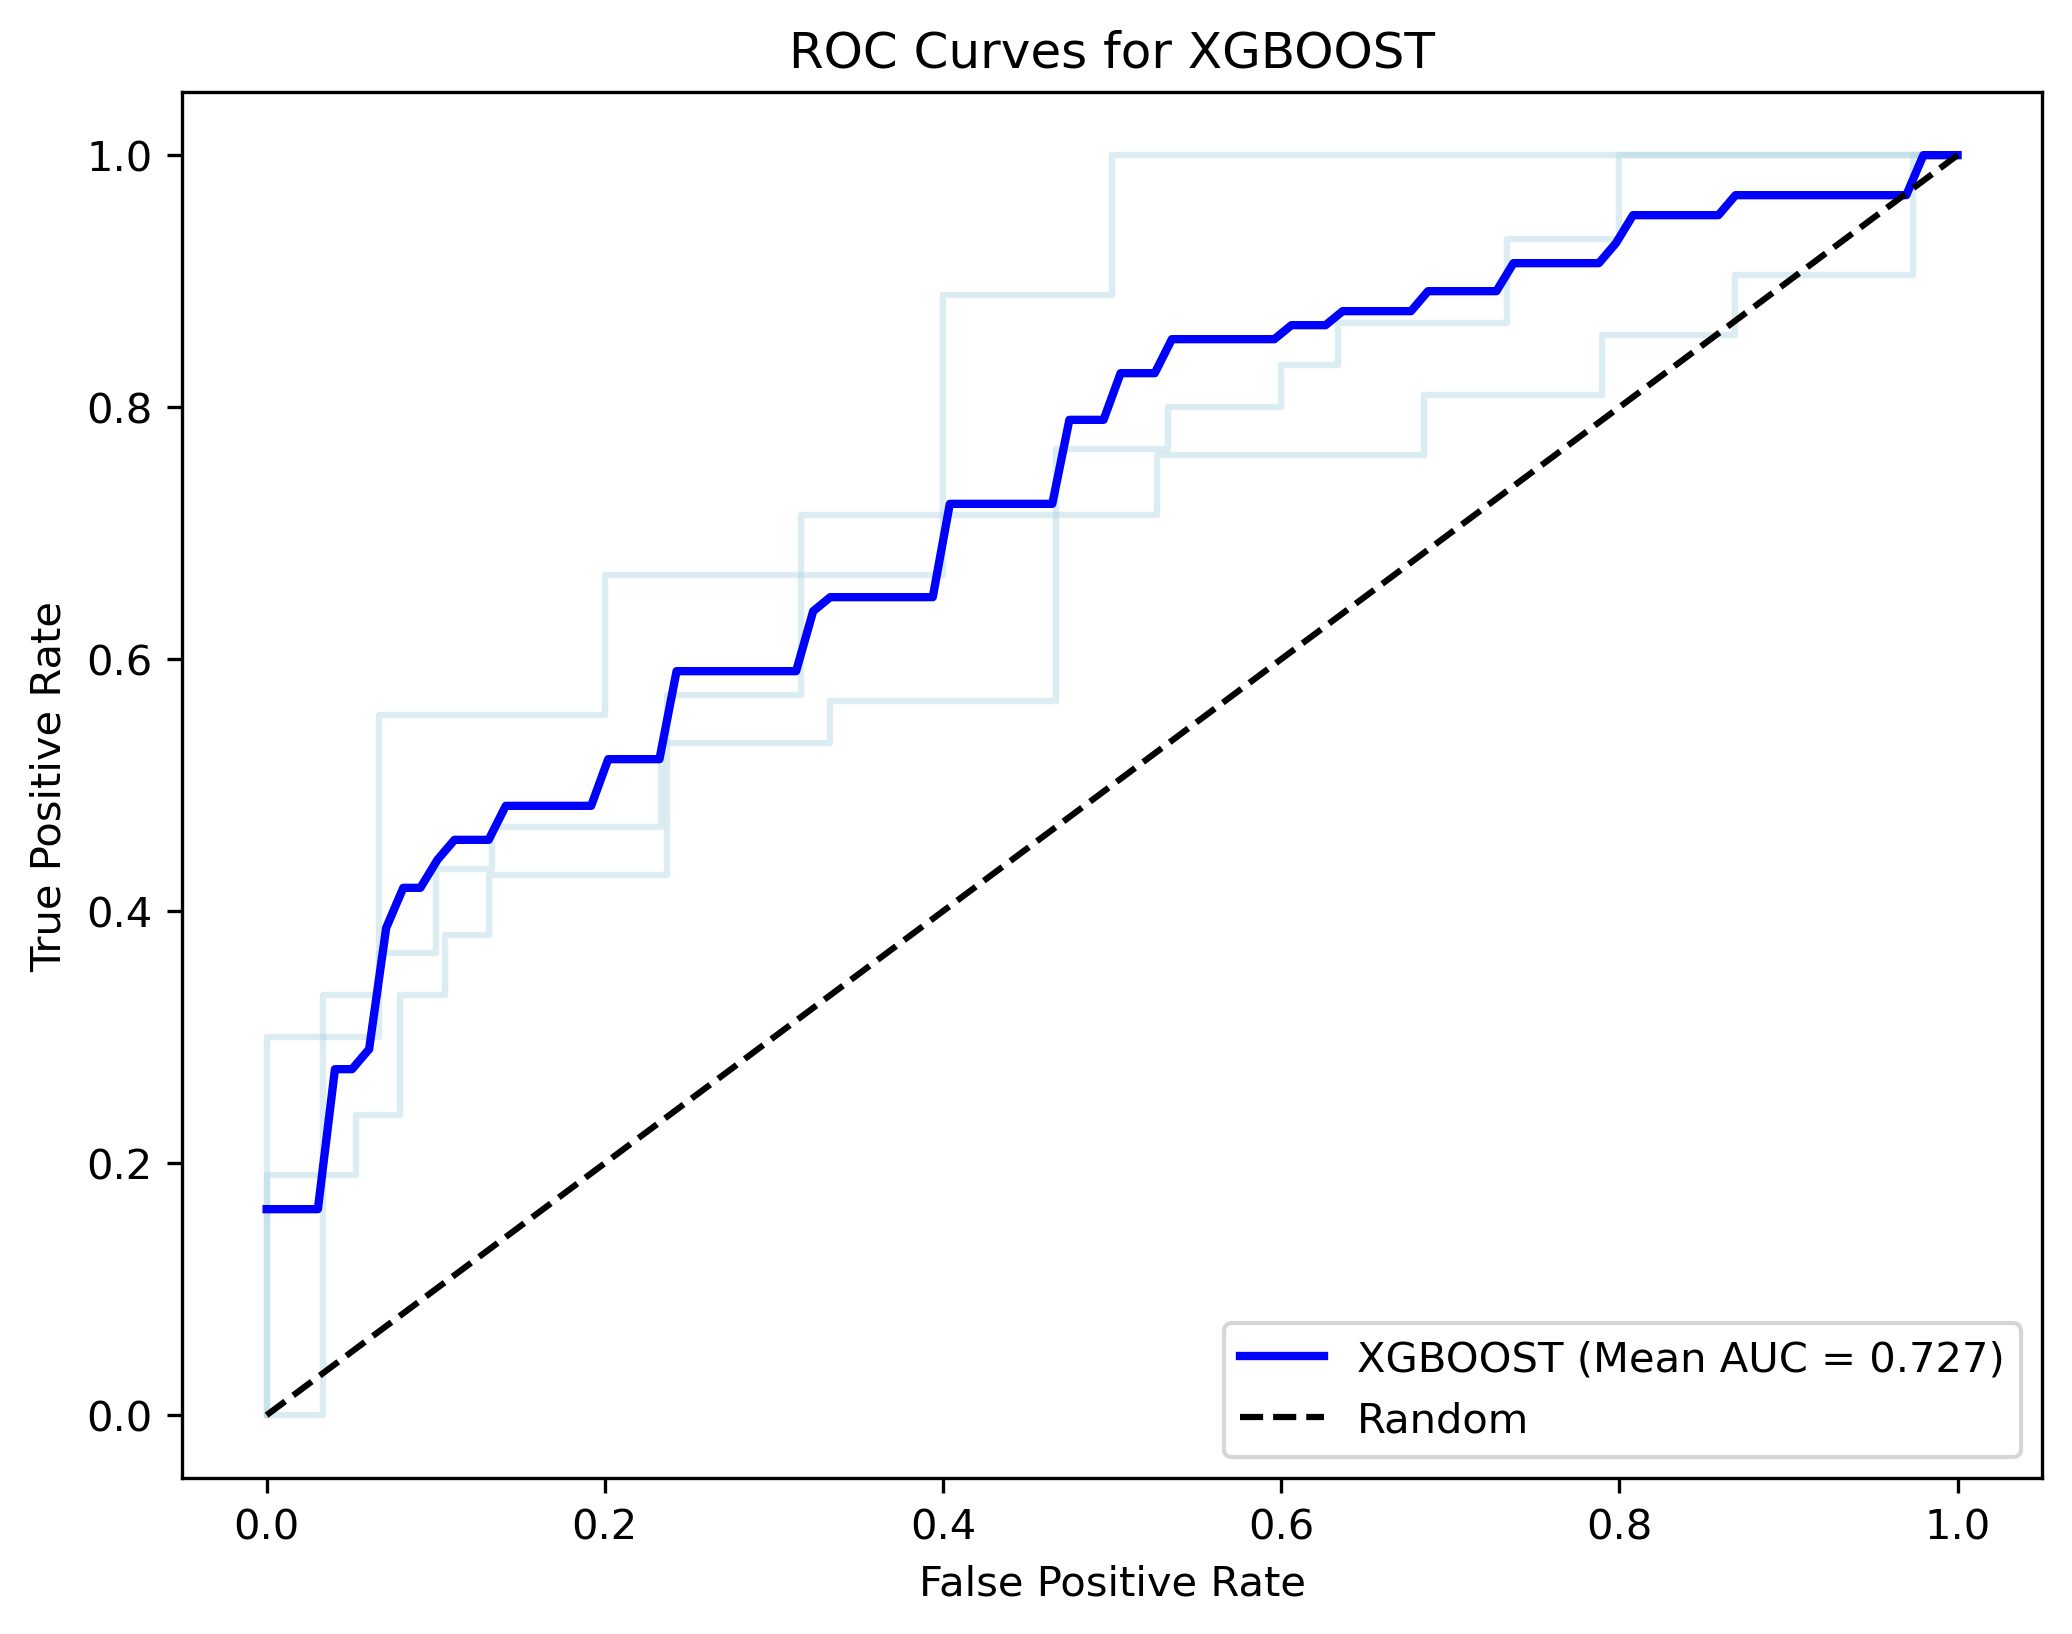 ROC Curves for XGBOOST
True Positive Rate
1.0
0.8
0.6
0.4
0.2
0.0
XGBOOST (Mean AUC = 0.727)
Random
0.0 0.2 0.4 0.6 0.8 1.0
False Positive Rate